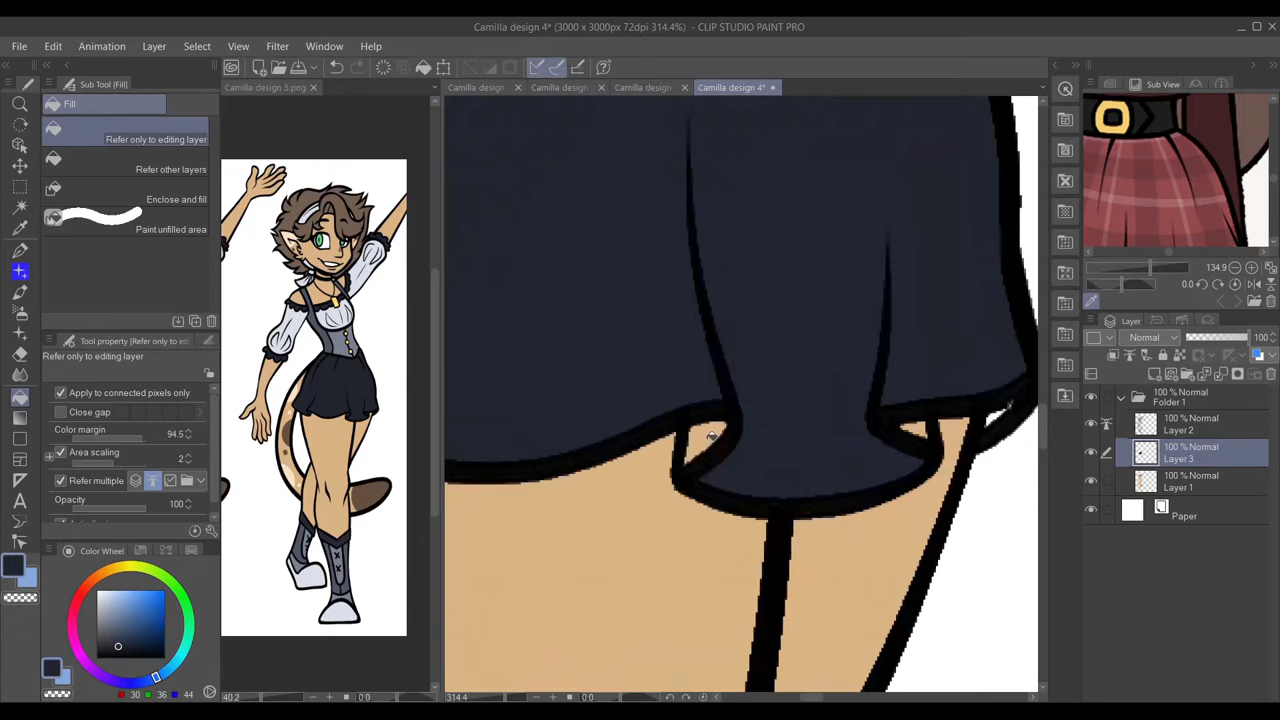 Camilla design 4* (3000 x 3000px 72dpi 314.4%) - CLIP STUDIO PAINT PRO
File Edit Animation Layer Select View Filter Window Help
Sub Tool [Fill]
Camilla design 5.png
Camilla design
Camilla design
Camilla design
Camilla design 4*
Sub View
Fill
Refer only to editing layer
Refer other layers
Enclose and fill
Paint unfilled area
Tool property [Refer only to ed
Refer only to editing layer
Apply to connected pixels only
Close gap
Color margin 94.5
Area scaling 2
Refer multiple
Opacity 100
Color Wheel
30 36 44
40.2 0.0
314.4 0.0
134.9
0.0
Layer
Normal 100
100 % Normal
Folder 1
100 % Normal
Layer 2
100 % Normal
Layer 3
100 % Normal
Layer 1
Paper